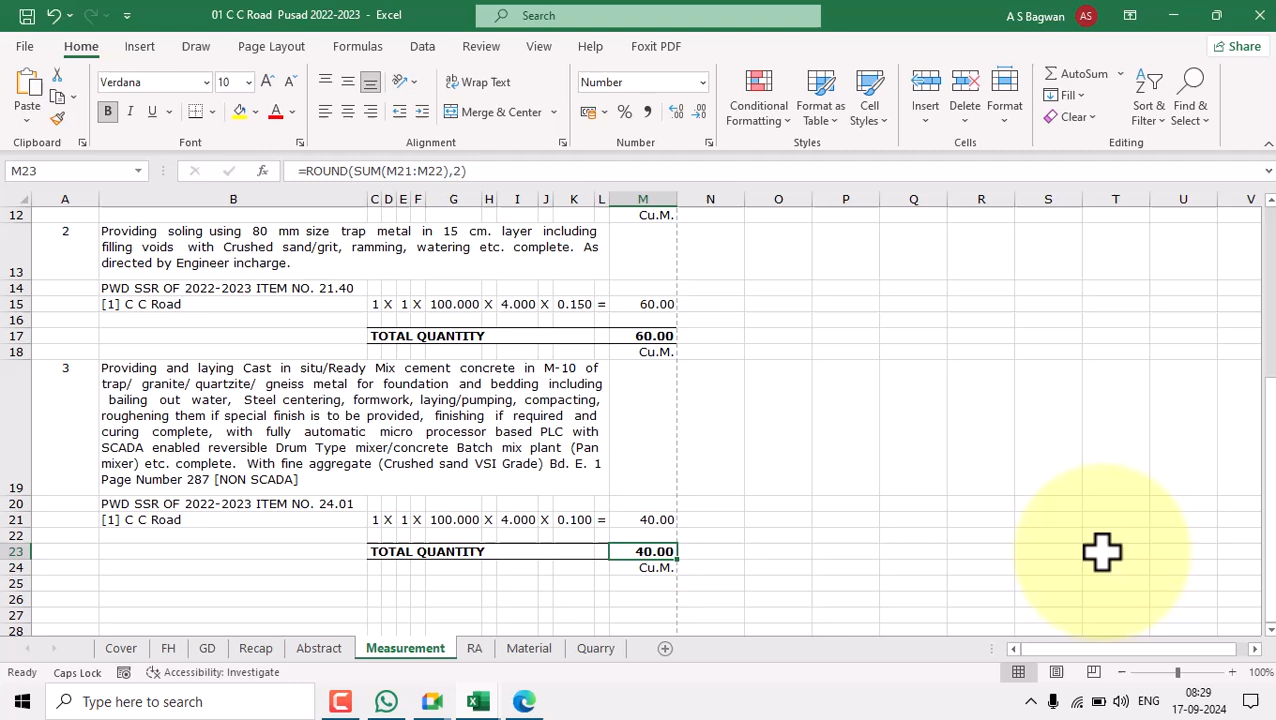 01 C C Road Pusad 2022-2023 - Excel
Search
A S Bagwan AS
File Home Insert Draw Page Layout Formulas Data Review View Help Foxit PDF Share
Paste
Verdana 10 A A
B I U A
Wrap Text
Merge & Center
Number
% ,
Conditional Formatting
Format as Table
Cell Styles
Insert
Delete
Format
AutoSum
Fill
Clear
Sort & Filter
Find & Select
Clipboard Font Alignment Number Styles Cells Editing
M23 fx =ROUND(SUM(M21:M22),2)
A B C D E F G H I J K L M N O P Q R S T U V
12 Cu.M.
2 Providing soling using 80 mm size trap metal in 15 cm. layer including
filling voids with Crushed sand/grit, ramming, watering etc. complete. As
13 directed by Engineer incharge.
14 PWD SSR OF 2022-2023 ITEM NO. 21.40
15 [1] C C Road 1 X 1 X 100.000 X 4.000 X 0.150 = 60.00
16
17 TOTAL QUANTITY 60.00
18 Cu.M.
3 Providing and laying Cast in situ/Ready Mix cement concrete in M-10 of
trap/ granite/ quartzite/ gneiss metal for foundation and bedding including
bailing out water, Steel centering, formwork, laying/pumping, compacting,
roughening them if special finish is to be provided, finishing if required and
curing complete, with fully automatic micro processor based PLC with
SCADA enabled reversible Drum Type mixer/concrete Batch mix plant (Pan
mixer) etc. complete. With fine aggregate (Crushed sand VSI Grade) Bd. E. 1
19 Page Number 287 [NON SCADA]
20 PWD SSR OF 2022-2023 ITEM NO. 24.01
21 [1] C C Road 1 X 1 X 100.000 X 4.000 X 0.100 = 40.00
22
23 TOTAL QUANTITY 40.00
24 Cu.M.
25
26
27
28
Cover FH GD Recap Abstract Measurement RA Material Quarry
Ready Caps Lock Accessibility: Investigate 100%
Type here to search
ENG
08:29
17-09-2024